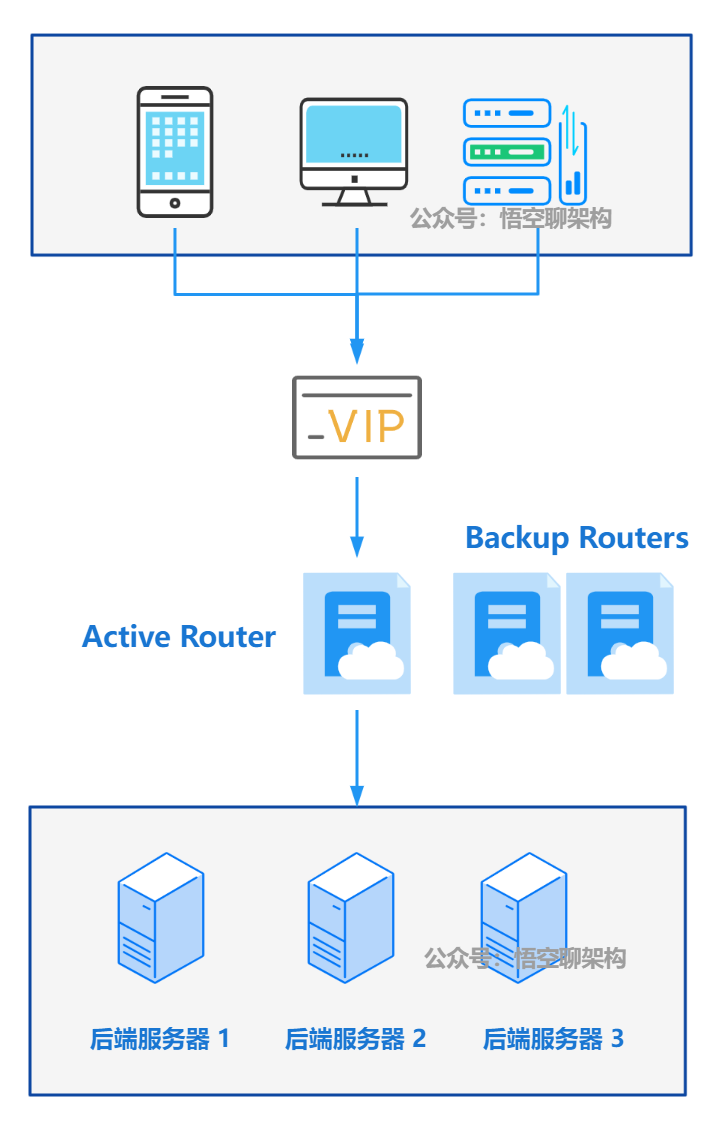 公众号：悟空聊架构
_VIP
Backup Routers
Active Router
公众号：悟空聊架构
后端服务器 1
后端服务器 2
后端服务器 3